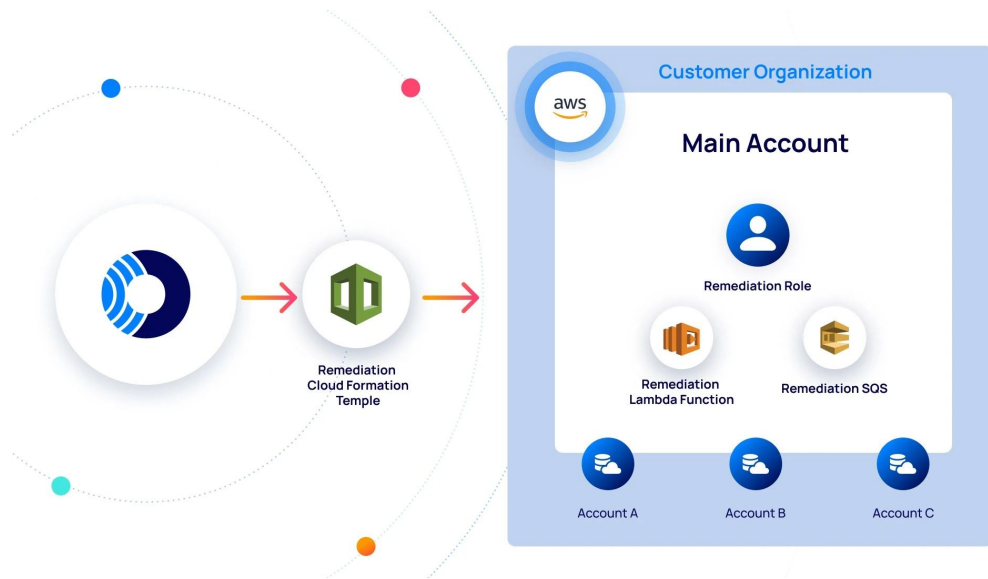 Customer Organization
aws
Main Account
Remediation Role
Remediation
Cloud Formation
Temple
Remediation
Lambda Function
Remediation SQS
Account A
Account B
Account C